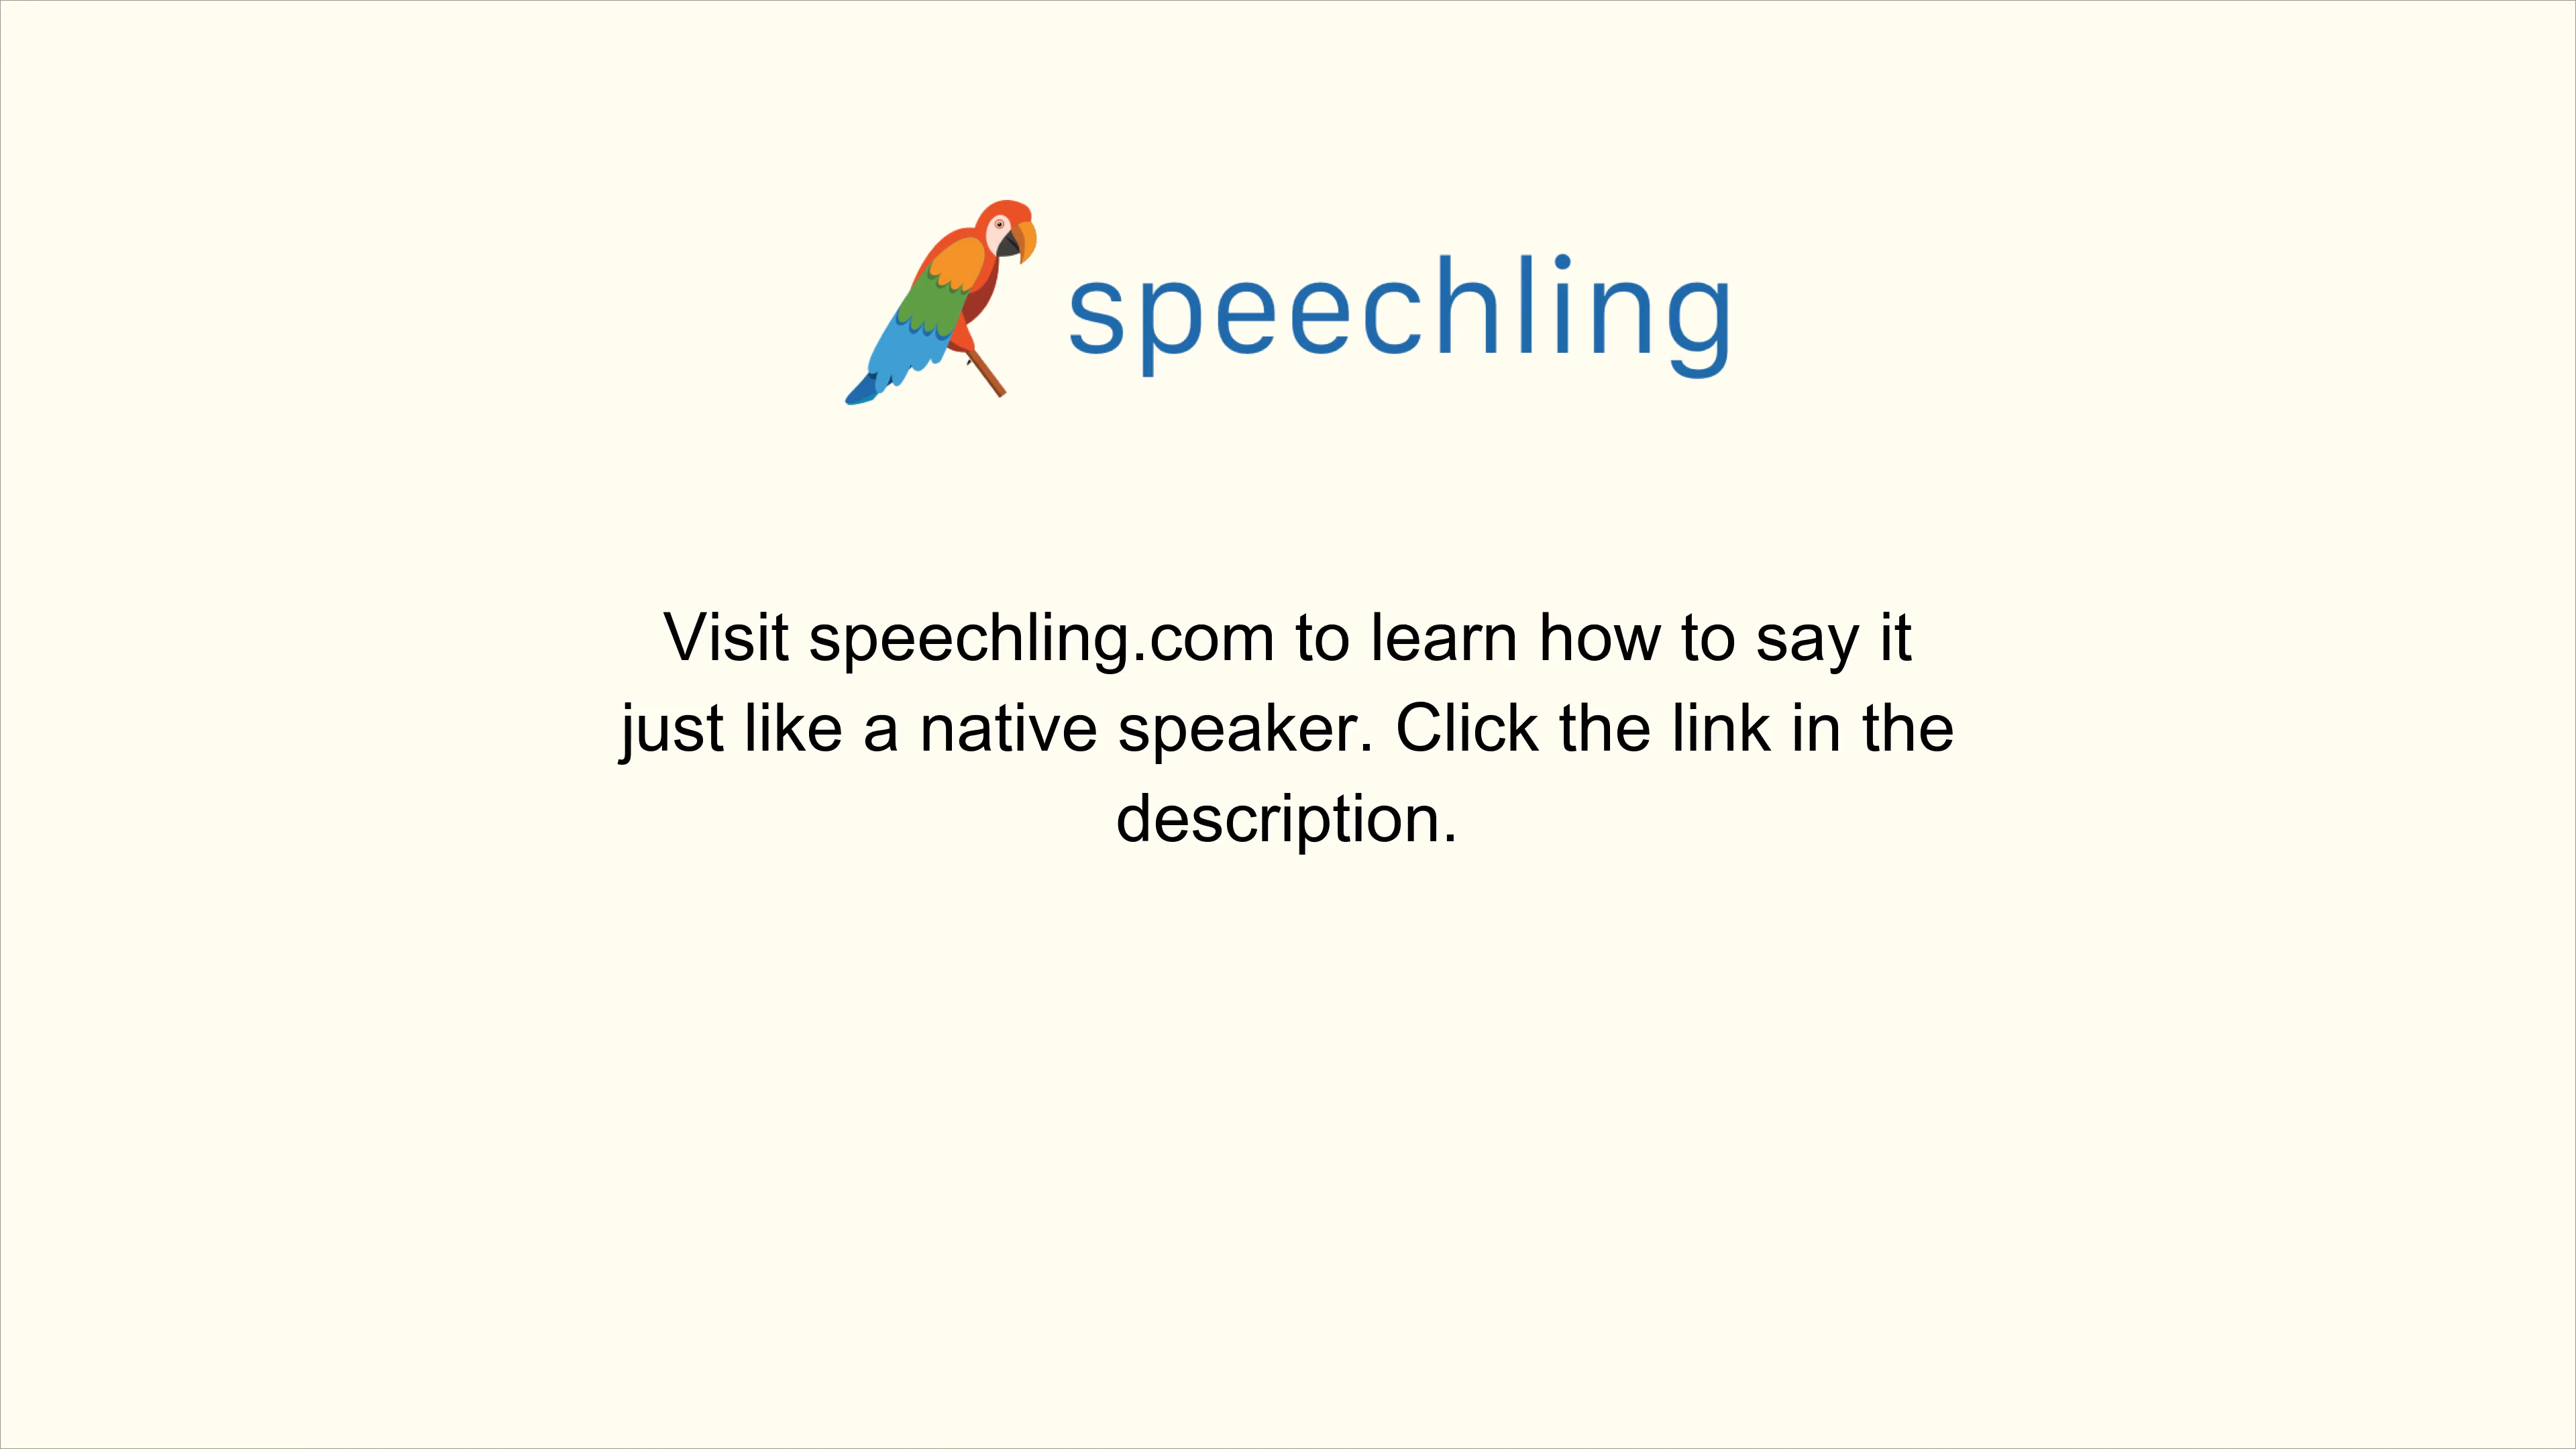 speechling
Visit speechling.com to learn how to say it
just like a native speaker. Click the link in the
description.